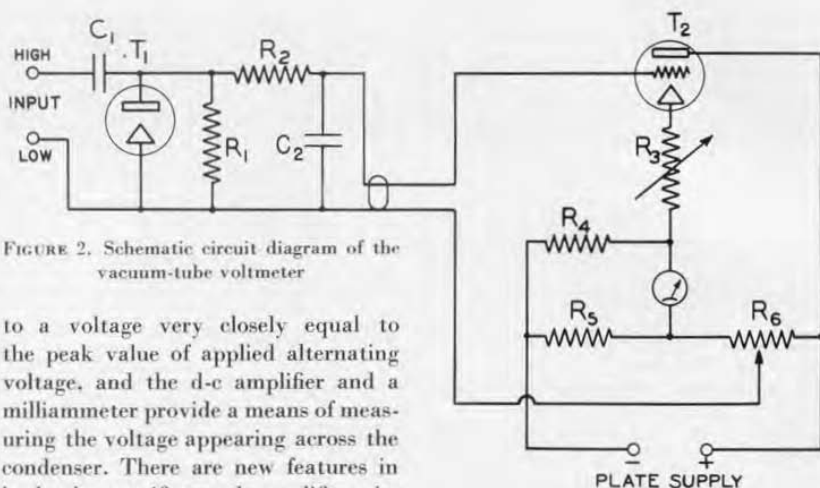 HIGH
INPUT
LOW
C₁
T₁
R₂
R₁
C₂
T₂
R₃
R₄
R₅
R₆
PLATE SUPPLY
- +
FIGURE 2. Schematic circuit diagram of the
vacuum-tube voltmeter
to a voltage very closely equal to
the peak value of applied alternating
voltage, and the d-c amplifier and a
milliammeter provide a means of meas-
uring the voltage appearing across the
condenser. There are new features in